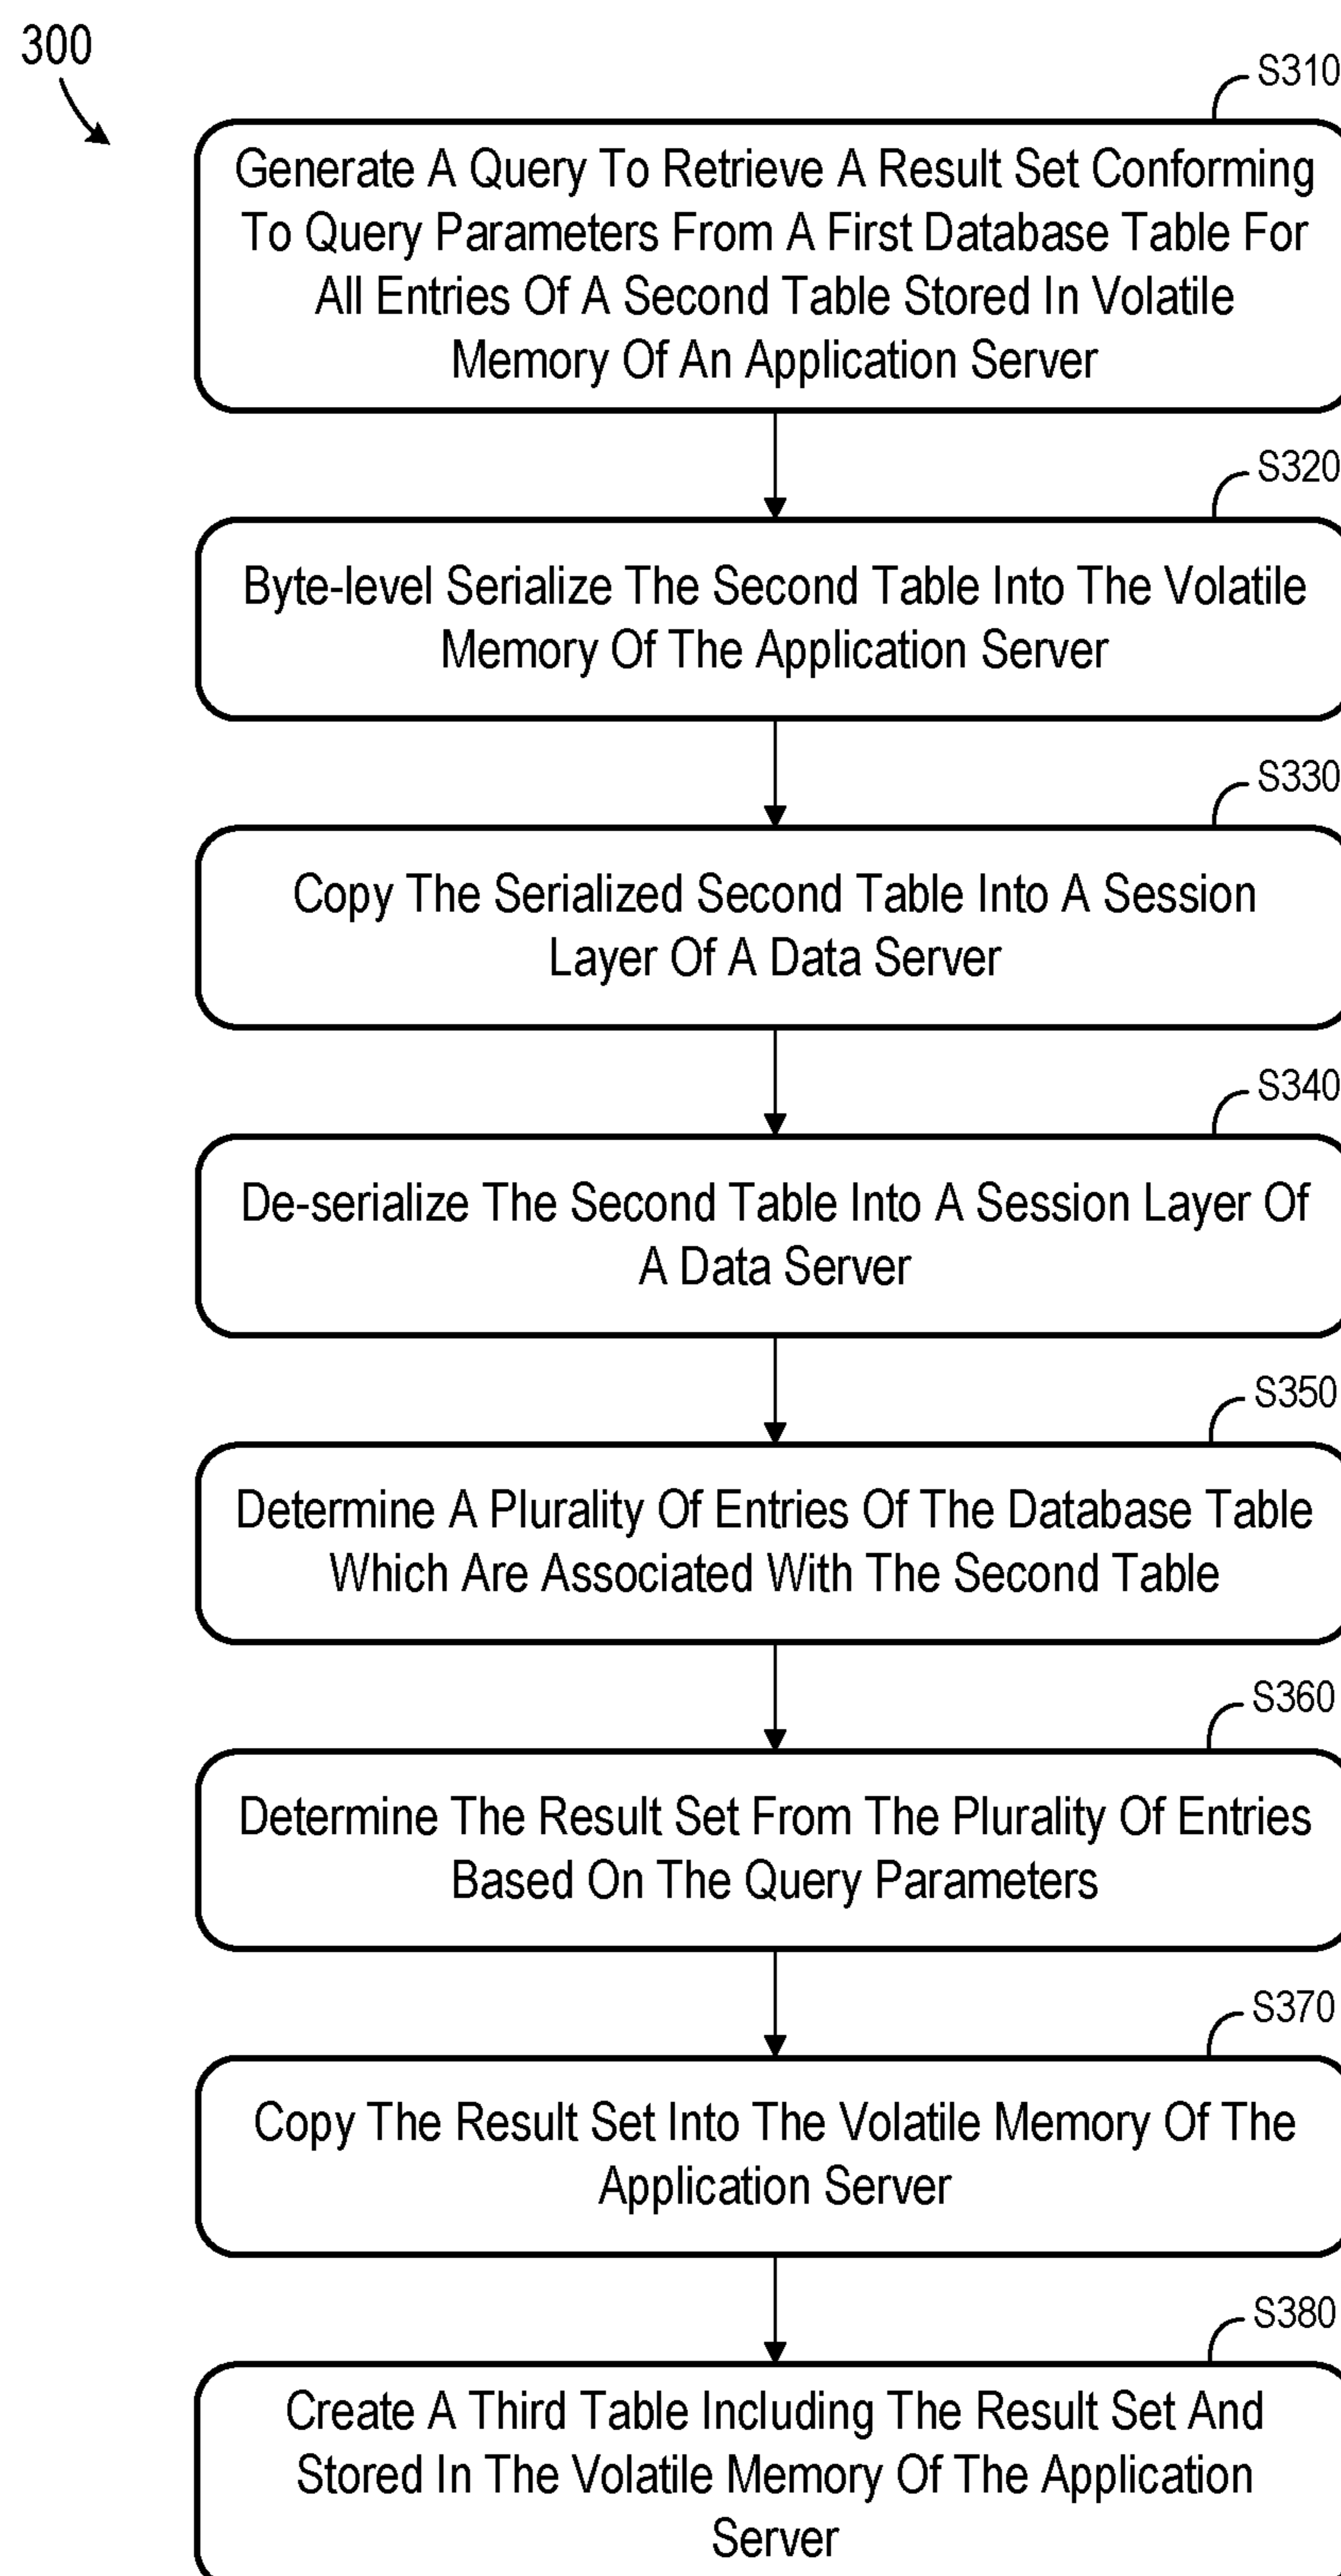 300
S310
Generate A Query To Retrieve A Result Set Conforming
To Query Parameters From A First Database Table For
All Entries Of A Second Table Stored In Volatile
Memory Of An Application Server
S320
Byte-level Serialize The Second Table Into The Volatile
Memory Of The Application Server
S330
Copy The Serialized Second Table Into A Session
Layer Of A Data Server
S340
De-serialize The Second Table Into A Session Layer Of
A Data Server
S350
Determine A Plurality Of Entries Of The Database Table
Which Are Associated With The Second Table
S360
Determine The Result Set From The Plurality Of Entries
Based On The Query Parameters
S370
Copy The Result Set Into The Volatile Memory Of The
Application Server
S380
Create A Third Table Including The Result Set And
Stored In The Volatile Memory Of The Application
Server